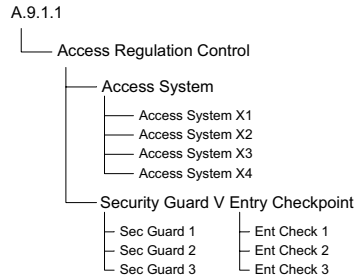 A.9.1.1
Access Regulation Control
Access System
Access System X1
Access System X2
Access System X3
Access System X4
Security Guard V Entry Checkpoint
Sec Guard 1 Ent Check 1
Sec Guard 2 Ent Check 2
Sec Guard 3 Ent Check 3